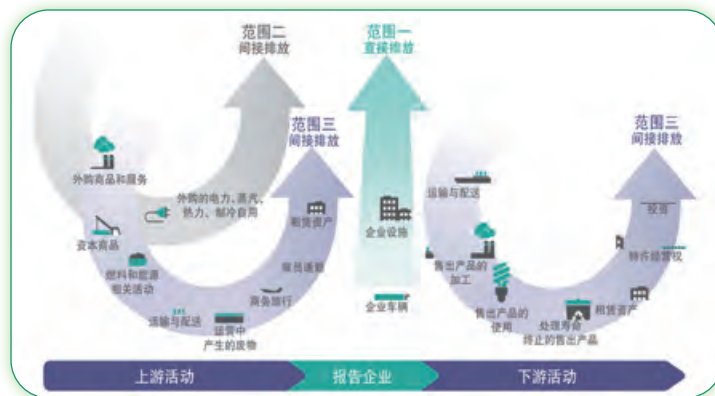 范围二
间接排放
范围一
直接排放
范围三
间接排放
范围三
间接排放
外购商品和服务
外购的电力、蒸汽、
热力、制冷自用
资本商品
燃料和能源
相关活动
运输与配送
运营中
产生的废物
商务旅行
雇员通勤
租赁资产
企业设施
企业车辆
运输与配送
售出产品的
加工
售出产品的
使用
处理寿命
终止的售出产品
租赁资产
特许经营权
投资
上游活动
报告企业
下游活动